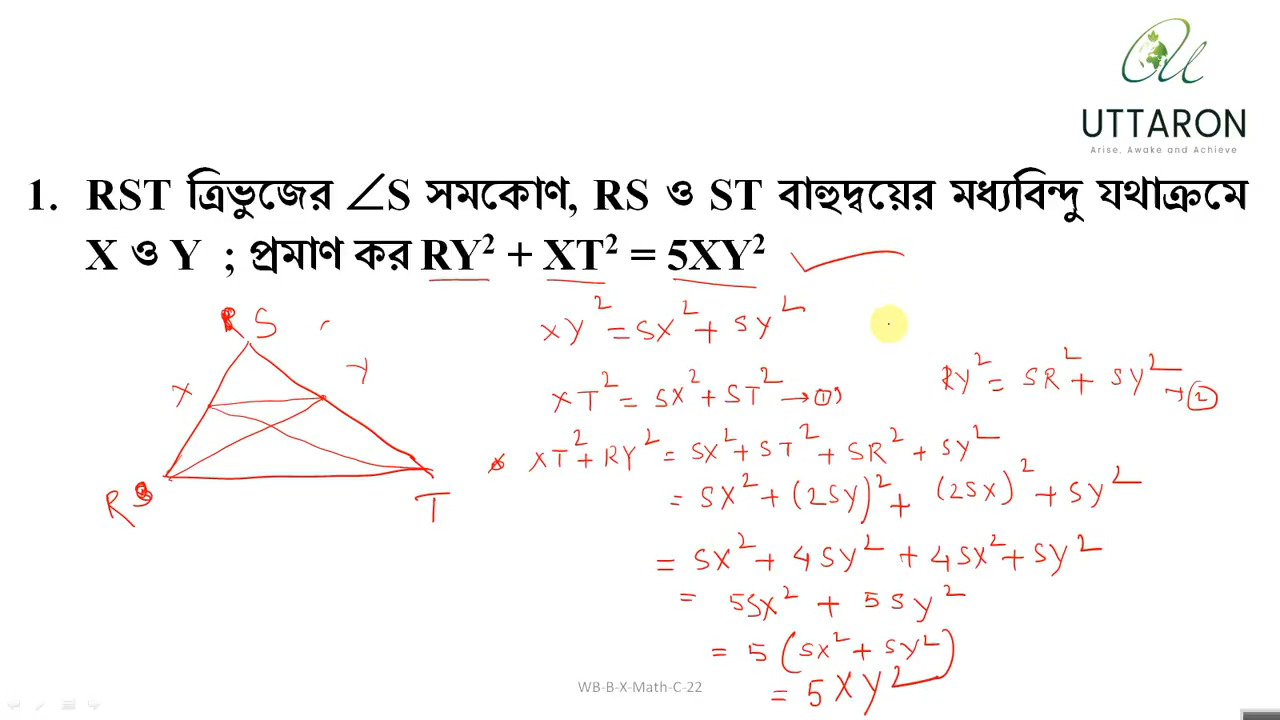 UTTARON
Arise, Awake and Achieve
1. RST ত্রিভুজের ∠S সমকোণ, RS ও ST বাহুদ্বয়ের মধ্যবিন্দু যথাক্রমে
X ও Y ; প্রমাণ কর RY² + XT² = 5XY²
S
X
Y
R
T
XY² = SX² + SY²
XT² = SX² + ST² → ①
RY² = SR² + SY² → ②
XT² + RY² = SX² + ST² + SR² + SY²
= SX² + (2SY)² + (2SX)² + SY²
= SX² + 4SY² + 4SX² + SY²
= 5SX² + 5SY²
= 5(SX² + SY²)
= 5XY²
WB-B-X-Math-C-22